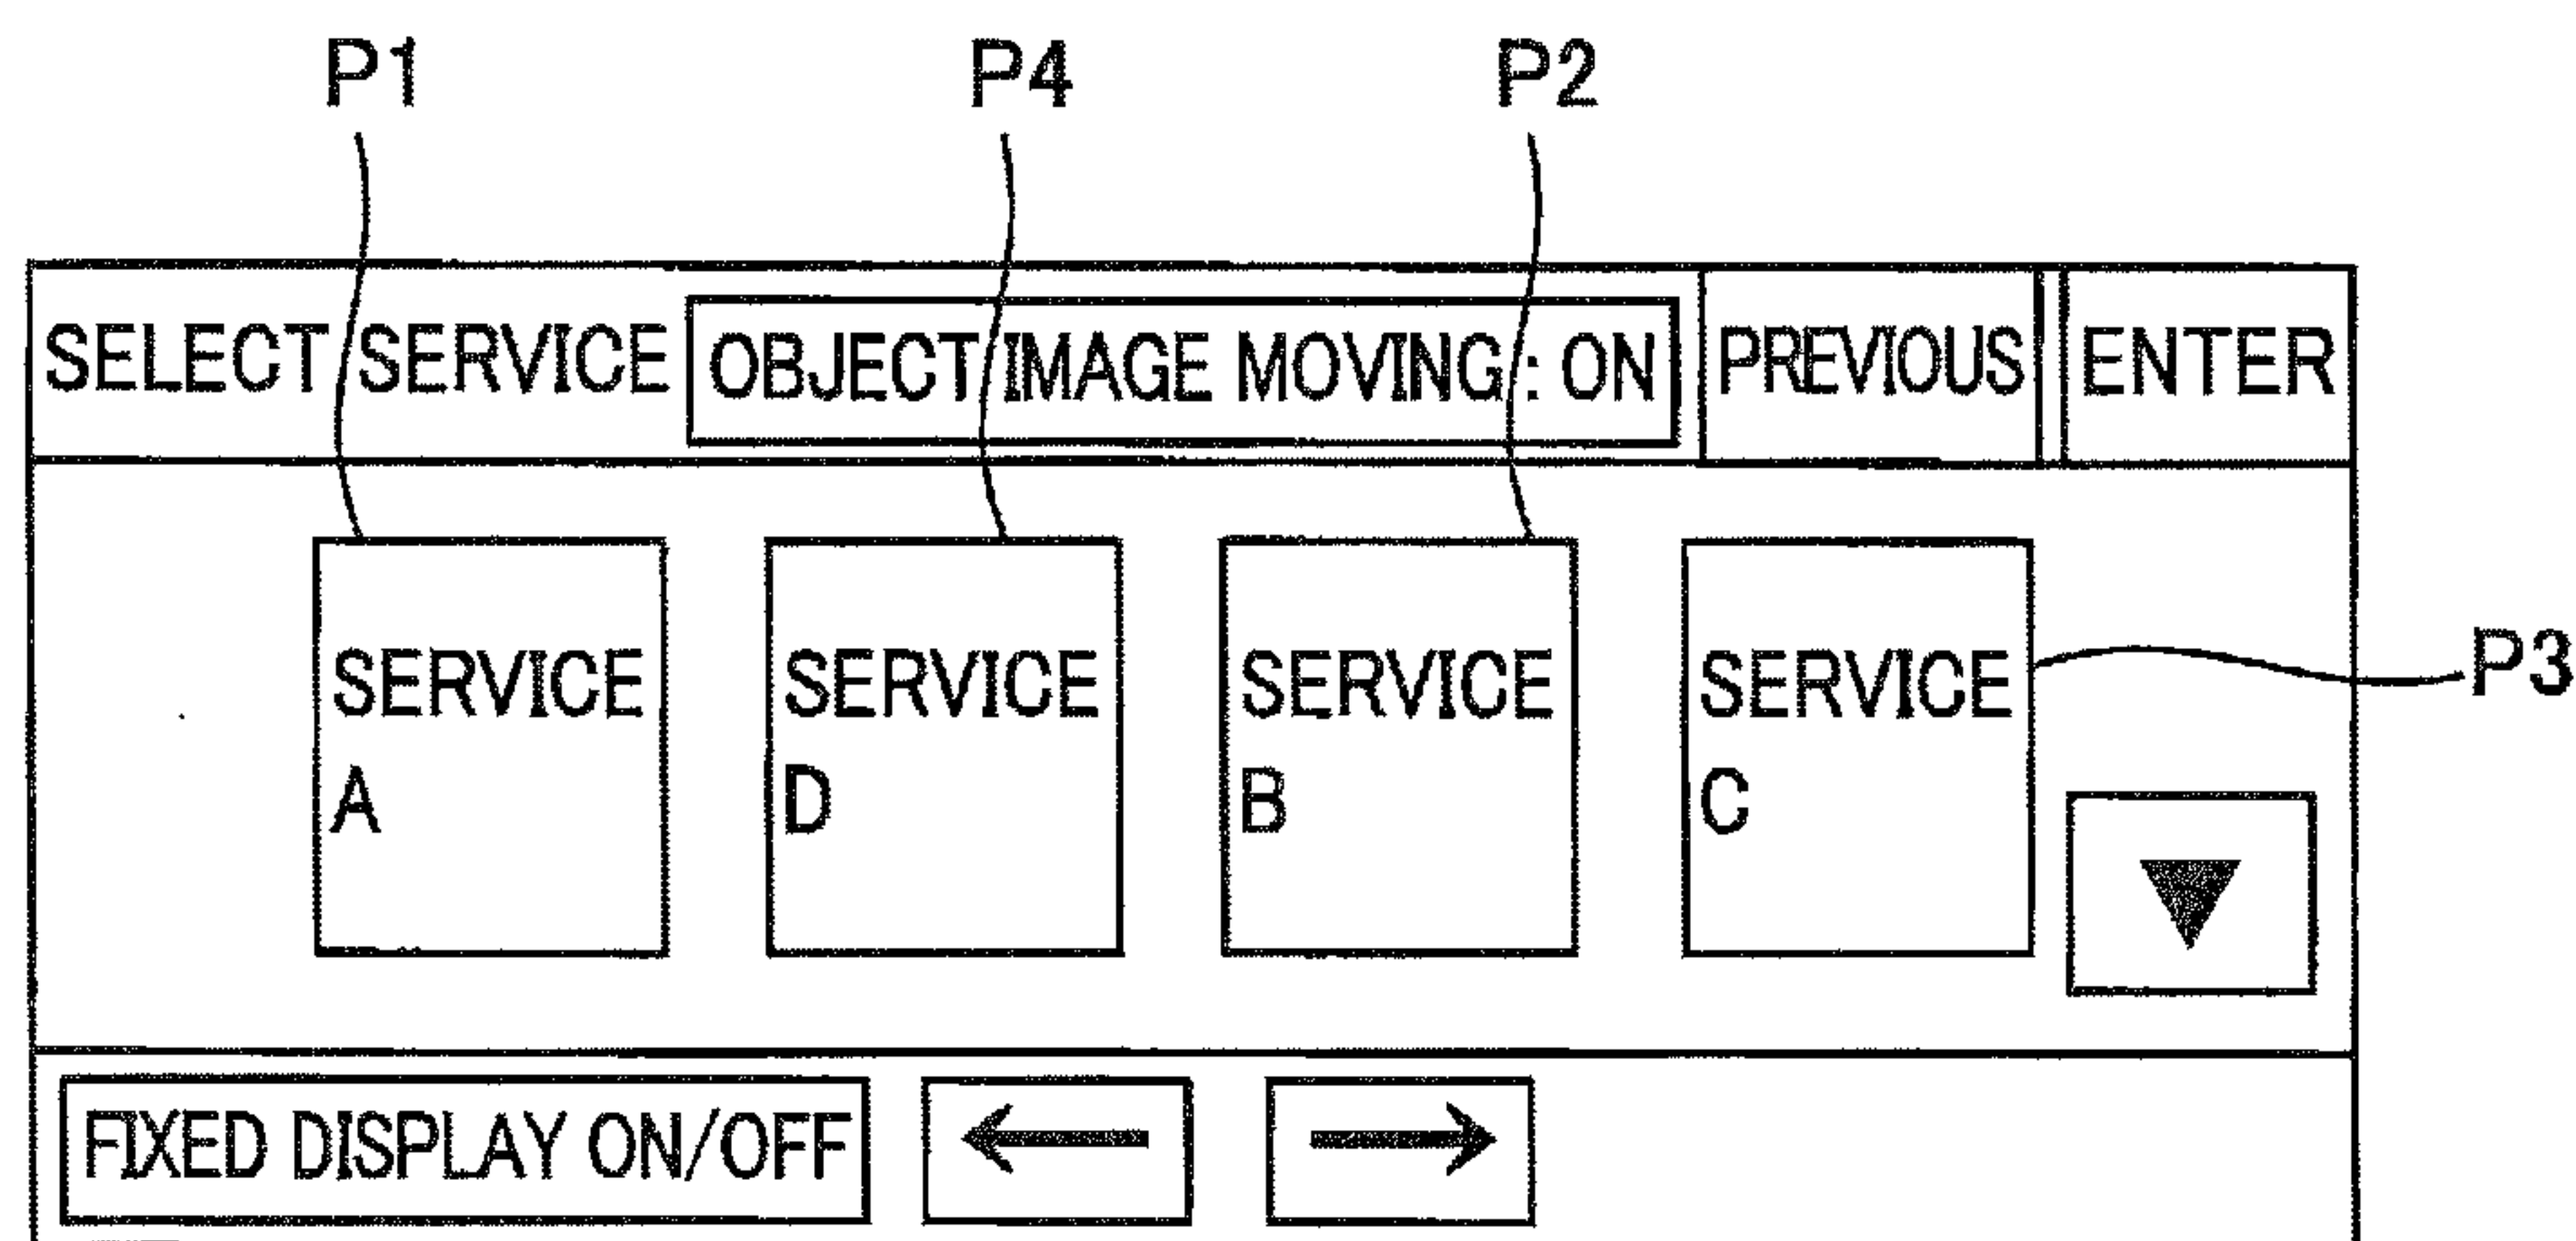 P1 P4 P2
SELECT SERVICE OBJECT IMAGE MOVING : ON PREVIOUS ENTER
SERVICE A
SERVICE D
SERVICE B
SERVICE C
P3
FIXED DISPLAY ON/OFF